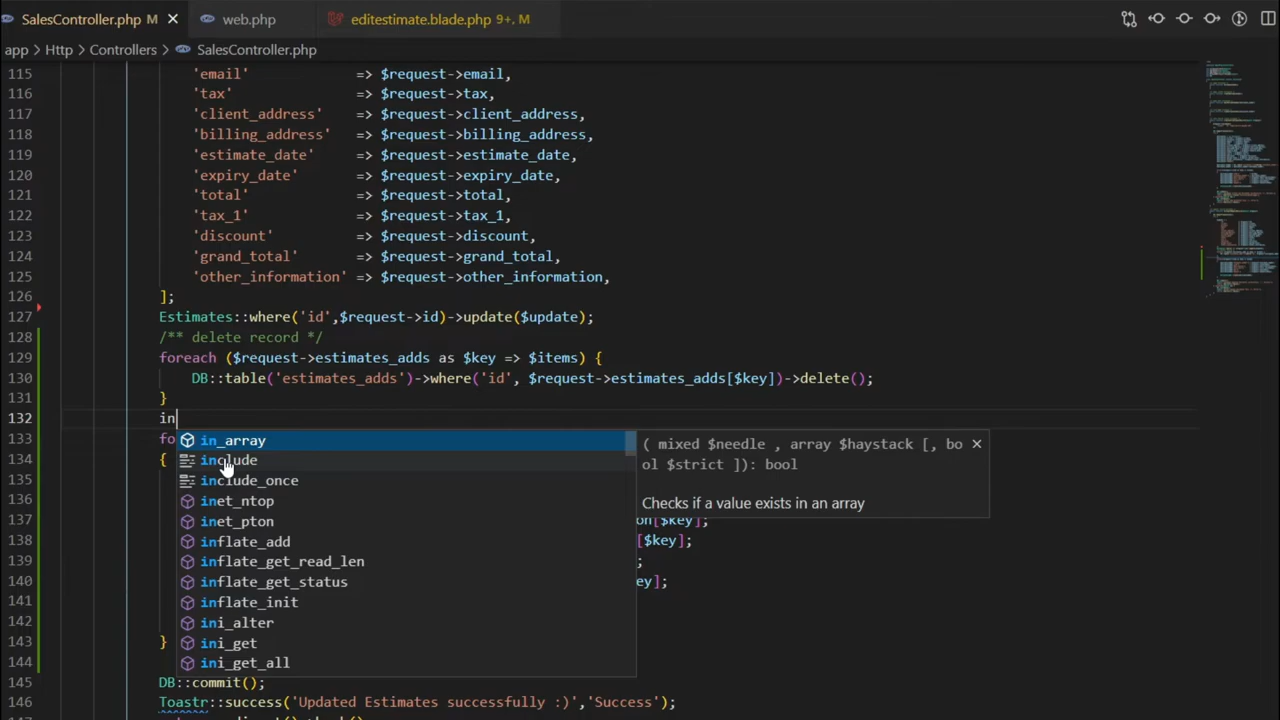 SalesController.php M
web.php
editestimate.blade.php 9+, M
app > Http > Controllers > SalesController.php
115 'email' => $request->email,
116 'tax' => $request->tax,
117 'client_address' => $request->client_address,
118 'billing_address' => $request->billing_address,
119 'estimate_date' => $request->estimate_date,
120 'expiry_date' => $request->expiry_date,
121 'total' => $request->total,
122 'tax_1' => $request->tax_1,
123 'discount' => $request->discount,
124 'grand_total' => $request->grand_total,
125 'other_information' => $request->other_information,
126 ];
127 Estimates::where('id',$request->id)->update($update);
128 /** delete record */
129 foreach ($request->estimates_adds as $key => $items) {
130 DB::table('estimates_adds')->where('id', $request->estimates_adds[$key])->delete();
131 }
132 in
133 fo
134 {
135
136
137 on[$key];
138 [$key];
139 ;
140 ey];
141
142
143 }
144
145 DB::commit();
146 Toastr::success('Updated Estimates successfully :)','Success');
in_array
include
include_once
inet_ntop
inet_pton
inflate_add
inflate_get_read_len
inflate_get_status
inflate_init
ini_alter
ini_get
ini_get_all
( mixed $needle , array $haystack [, bo
ol $strict ]): bool
Checks if a value exists in an array